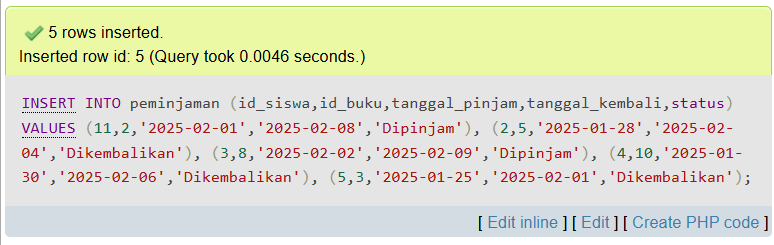 5 rows inserted.
Inserted row id: 5 (Query took 0.0046 seconds.)
INSERT INTO peminjaman (id_siswa,id_buku,tanggal_pinjam,tanggal_kembali,status)
VALUES (11,2,'2025-02-01','2025-02-08','Dipinjam'), (2,5,'2025-01-28','2025-02-
04','Dikembalikan'), (3,8,'2025-02-02','2025-02-09','Dipinjam'), (4,10,'2025-01-
30','2025-02-06','Dikembalikan'), (5,3,'2025-01-25','2025-02-01','Dikembalikan');
[ Edit inline ] [ Edit ] [ Create PHP code ]